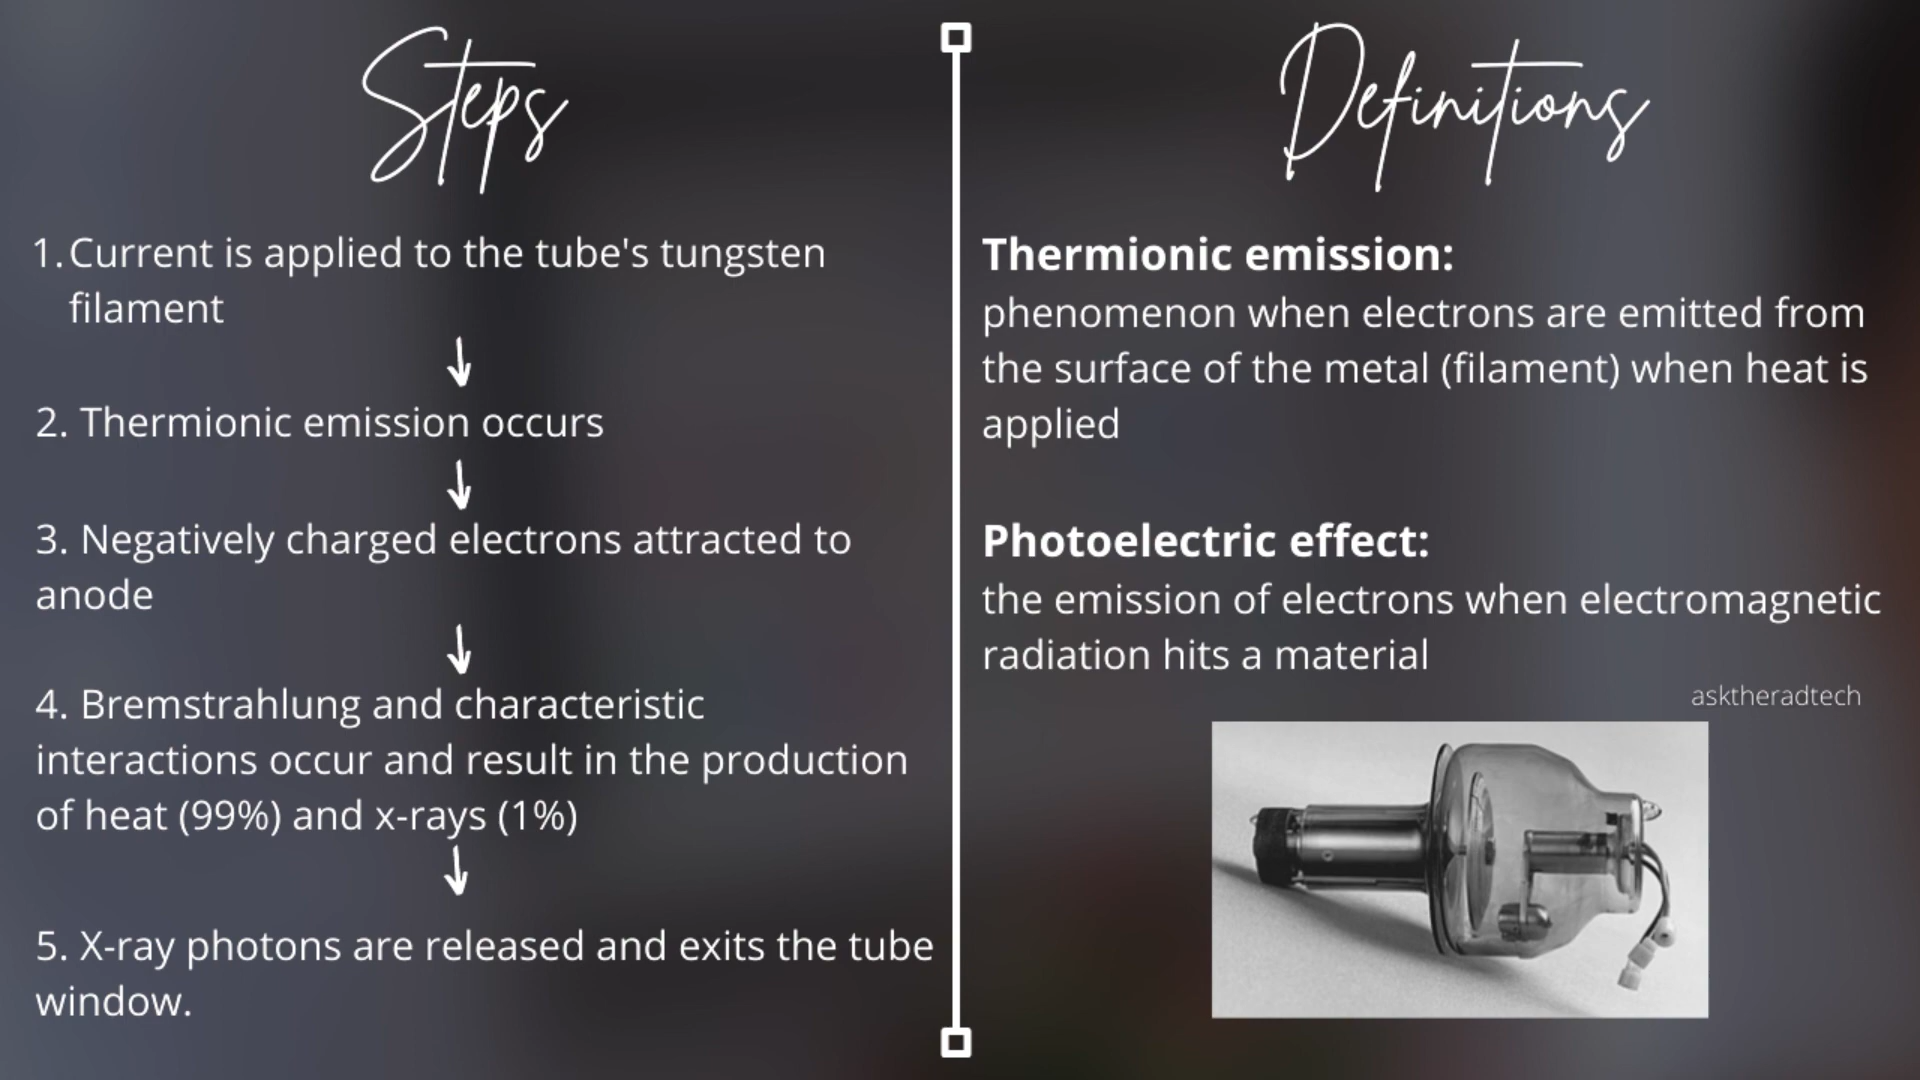 Steps
1. Current is applied to the tube's tungsten
filament
2. Thermionic emission occurs
3. Negatively charged electrons attracted to
anode
4. Bremstrahlung and characteristic
interactions occur and result in the production
of heat (99%) and x-rays (1%)
5. X-ray photons are released and exits the tube
window.
Definitions
Thermionic emission:
phenomenon when electrons are emitted from
the surface of the metal (filament) when heat is
applied
Photoelectric effect:
the emission of electrons when electromagnetic
radiation hits a material
asktheradtech